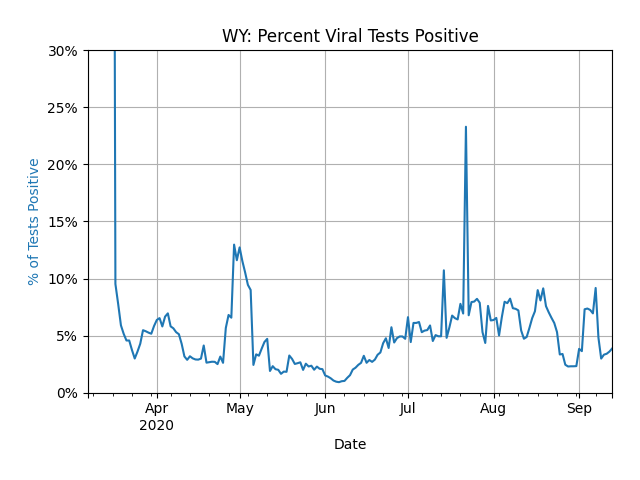 WY: Percent Viral Tests Positive
30%
25%
20%
15%
10%
5%
0%
% of Tests Positive
Apr May Jun Jul Aug Sep
2020
Date